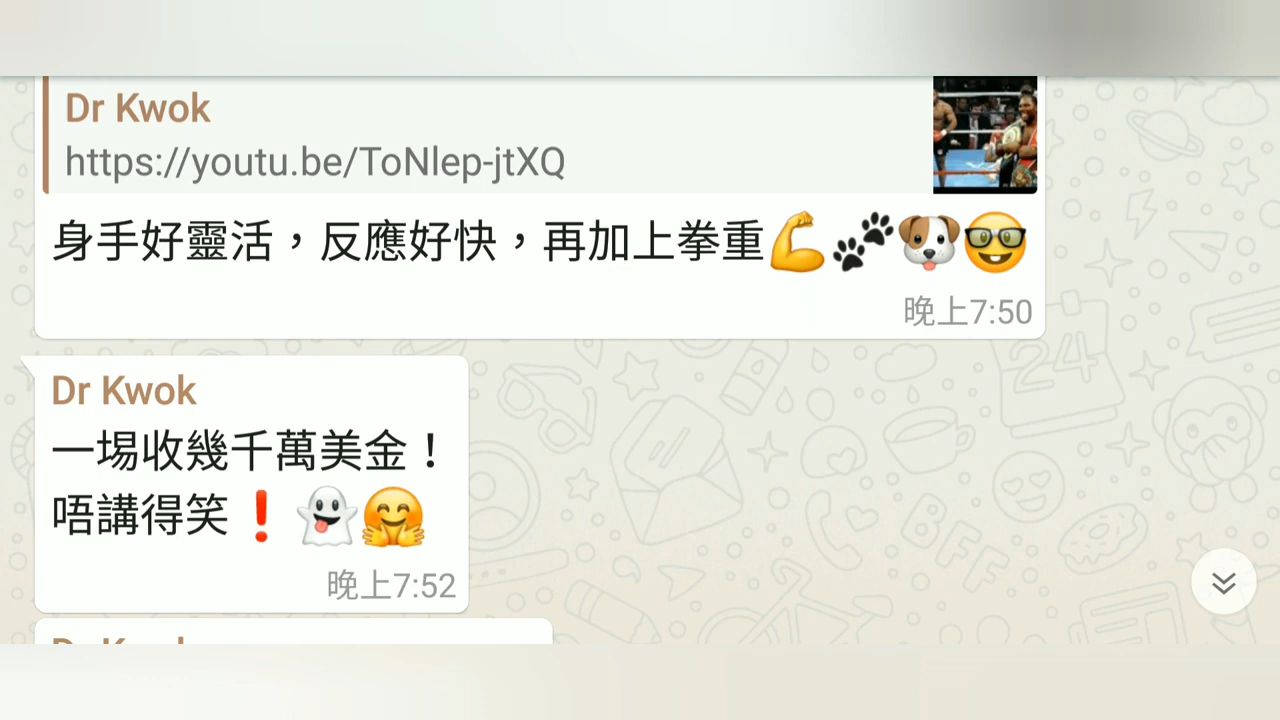 Dr Kwok
https://youtu.be/ToNlep-jtXQ
身手好靈活，反應好快，再加上拳重💪🐾🐶🤓
晚上7:50
Dr Kwok
一場收幾千萬美金！
唔講得笑❗👻🤗
晚上7:52